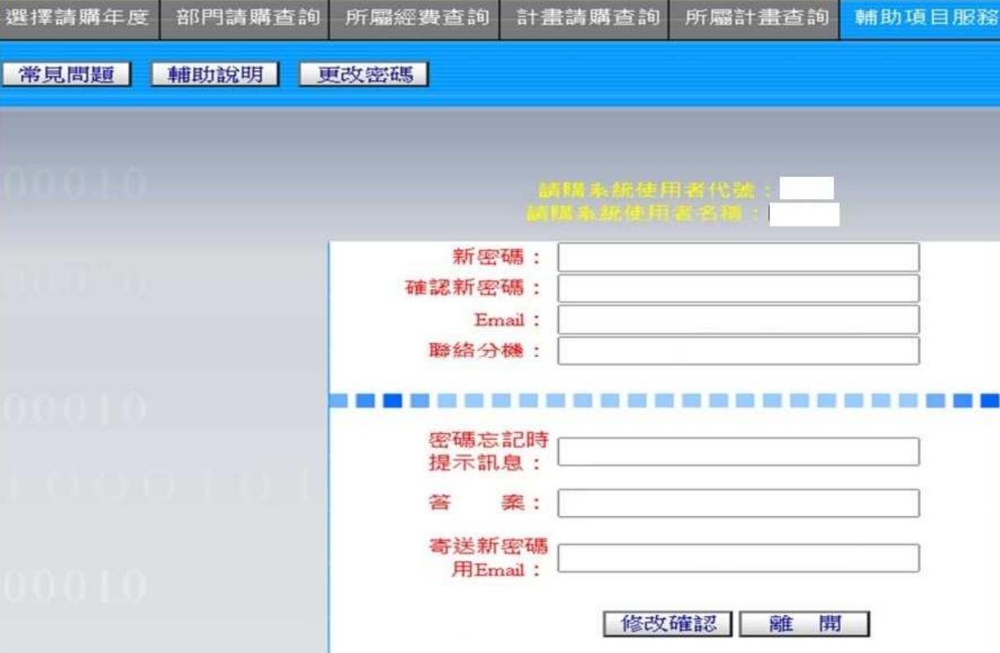 選擇請購年度 部門請購查詢 所屬經費查詢 計畫請購查詢 所屬計畫查詢 輔助項目服務
常見問題 輔助說明 更改密碼
00010
請購系統使用者代號：
請購系統使用者名稱：
00010
新密碼：
確認新密碼：
Email：
聯絡分機：
00010
密碼忘記時
提示訊息：
1000101
答 案：
寄送新密碼
用Email：
00010
修改確認 離 開